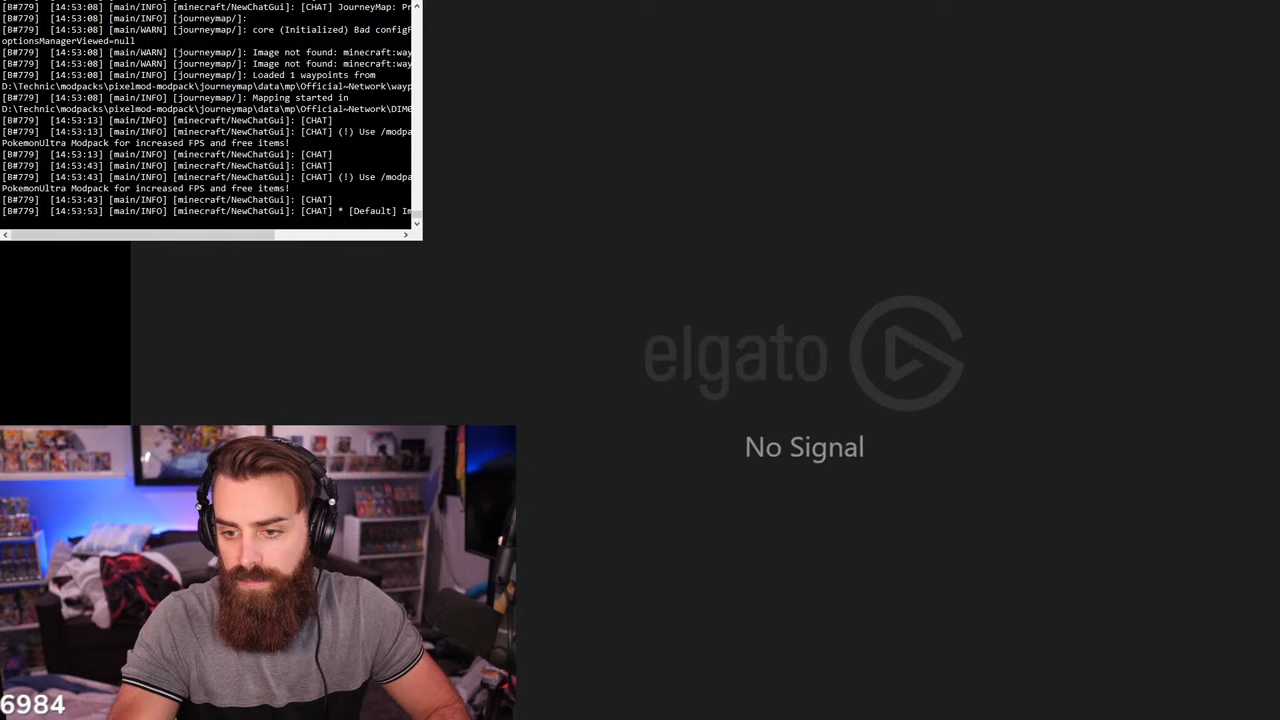 [B#779]  [14:53:08] [main/INFO] [minecraft/NewChatGui]: [CHAT] JourneyMap:
[B#779]  [14:53:08] [main/INFO] [journeymap/]:
[B#779]  [14:53:08] [main/WARN] [journeymap/]: core (Initialized) Bad
optionsManagerViewed=null
[B#779]  [14:53:08] [main/WARN] [journeymap/]: Image not found:
[B#779]  [14:53:08] [main/WARN] [journeymap/]: Image not found:
[B#779]  [14:53:08] [main/INFO] [journeymap/]: Loaded 1 waypoints from
D:\Technic\modpacks\pixelmod-modpack\journeymap\data\mp\Official~Network\wayp
[B#779]  [14:53:08] [main/INFO] [journeymap/]: Mapping started in
D:\Technic\modpacks\pixelmod-modpack\journeymap\data\mp\Official~Network\DIM0
[B#779]  [14:53:13] [main/INFO] [minecraft/NewChatGui]: [CHAT]
[B#779]  [14:53:13] [main/INFO] [minecraft/NewChatGui]: [CHAT] (!) Use /modpa
PokemonUltra Modpack for increased FPS and free items!
[B#779]  [14:53:13] [main/INFO] [minecraft/NewChatGui]: [CHAT]
[B#779]  [14:53:43] [main/INFO] [minecraft/NewChatGui]: [CHAT]
[B#779]  [14:53:43] [main/INFO] [minecraft/NewChatGui]: [CHAT] (!) Use /modpa
PokemonUltra Modpack for increased FPS and free items!
[B#779]  [14:53:43] [main/INFO] [minecraft/NewChatGui]: [CHAT]
[B#779]  [14:53:53] [main/INFO] [minecraft/NewChatGui]: [CHAT] * [Default]
elgato
No Signal
6984